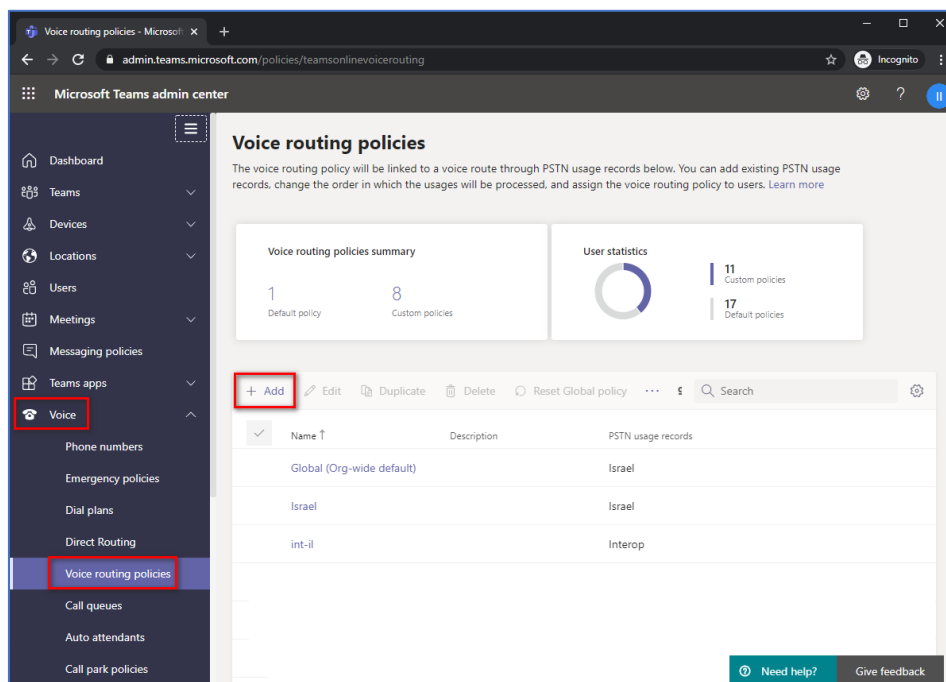 Voice routing policies - Microsof
admin.teams.microsoft.com/policies/teamsonlinevoicerouting
Incognito
Microsoft Teams admin center
II
Dashboard
Teams
Devices
Locations
Users
Meetings
Messaging policies
Teams apps
Voice
Phone numbers
Emergency policies
Dial plans
Direct Routing
Voice routing policies
Call queues
Auto attendants
Call park policies
Voice routing policies
The voice routing policy will be linked to a voice route through PSTN usage records below. You can add existing PSTN usage
records, change the order in which the usages will be processed, and assign the voice routing policy to users. Learn more
Voice routing policies summary
1
Default policy
8
Custom policies
User statistics
11
Custom policies
17
Default policies
+ Add Edit Duplicate Delete Reset Global policy ... 9 Search
Name ↑ Description PSTN usage records
Global (Org-wide default) Israel
Israel Israel
int-il Interop
Need help? Give feedback